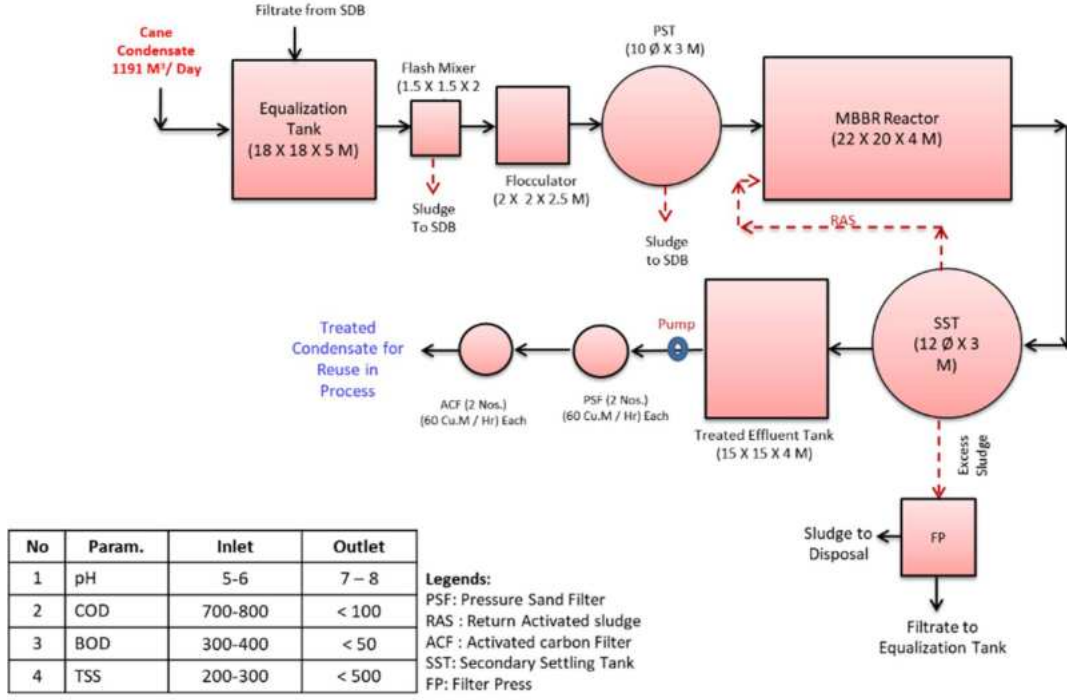 Filtrate from SDB
Cane
Condensate
1191 M³/ Day
Equalization
Tank
(18 X 18 X 5 M)
Flash Mixer
(1.5 X 1.5 X 2
Sludge
To SDB
Flocculator
(2 X 2 X 2.5 M)
PST
(10 Ø X 3 M)
Sludge
to SDB
MBBR Reactor
(22 X 20 X 4 M)
RAS
SST
(12 Ø X 3
M)
Pump
Treated Effluent Tank
(15 X 15 X 4 M)
PSF (2 Nos.)
(60 Cu.M / Hr) Each
ACF (2 Nos.)
(60 Cu.M / Hr) Each
Treated
Condensate for
Reuse in
Process
Excess
Sludge
FP
Sludge to
Disposal
Filtrate to
Equalization Tank
No Param. Inlet Outlet
1 pH 5-6 7 – 8
2 COD 700-800 < 100
3 BOD 300-400 < 50
4 TSS 200-300 < 500
Legends:
PSF: Pressure Sand Filter
RAS : Return Activated sludge
ACF : Activated carbon Filter
SST: Secondary Settling Tank
FP: Filter Press